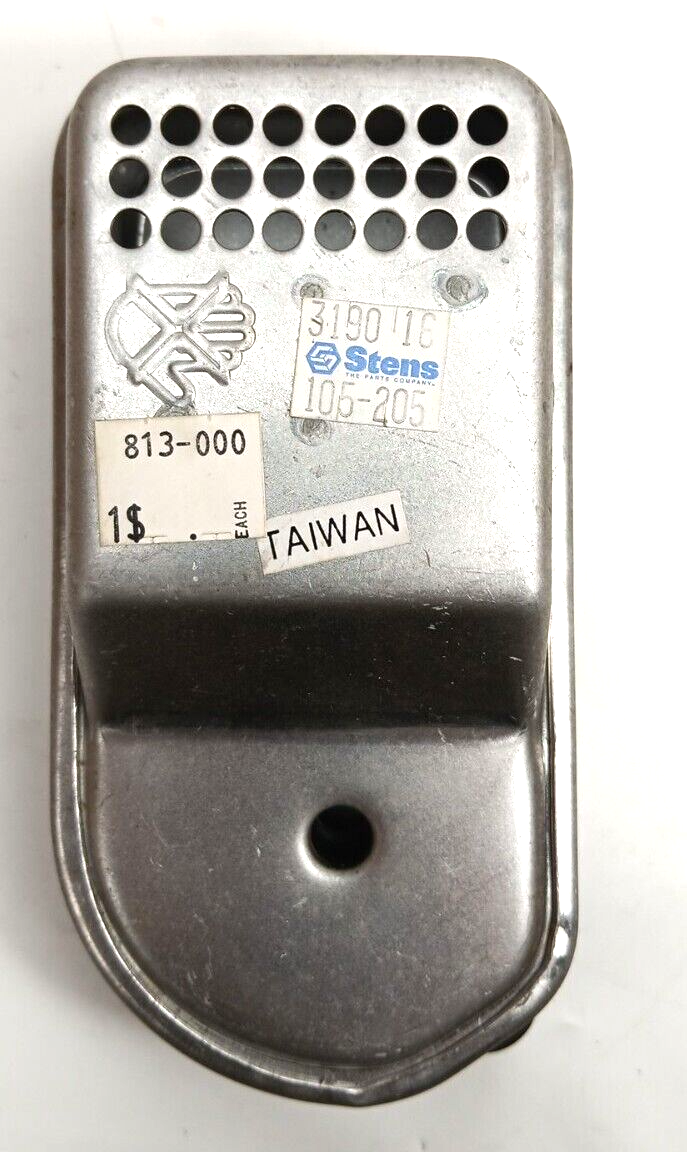 3190 16
Stens
THE PARTS COMPANY
105-205
813-000
1$ .
EACH
TAIWAN